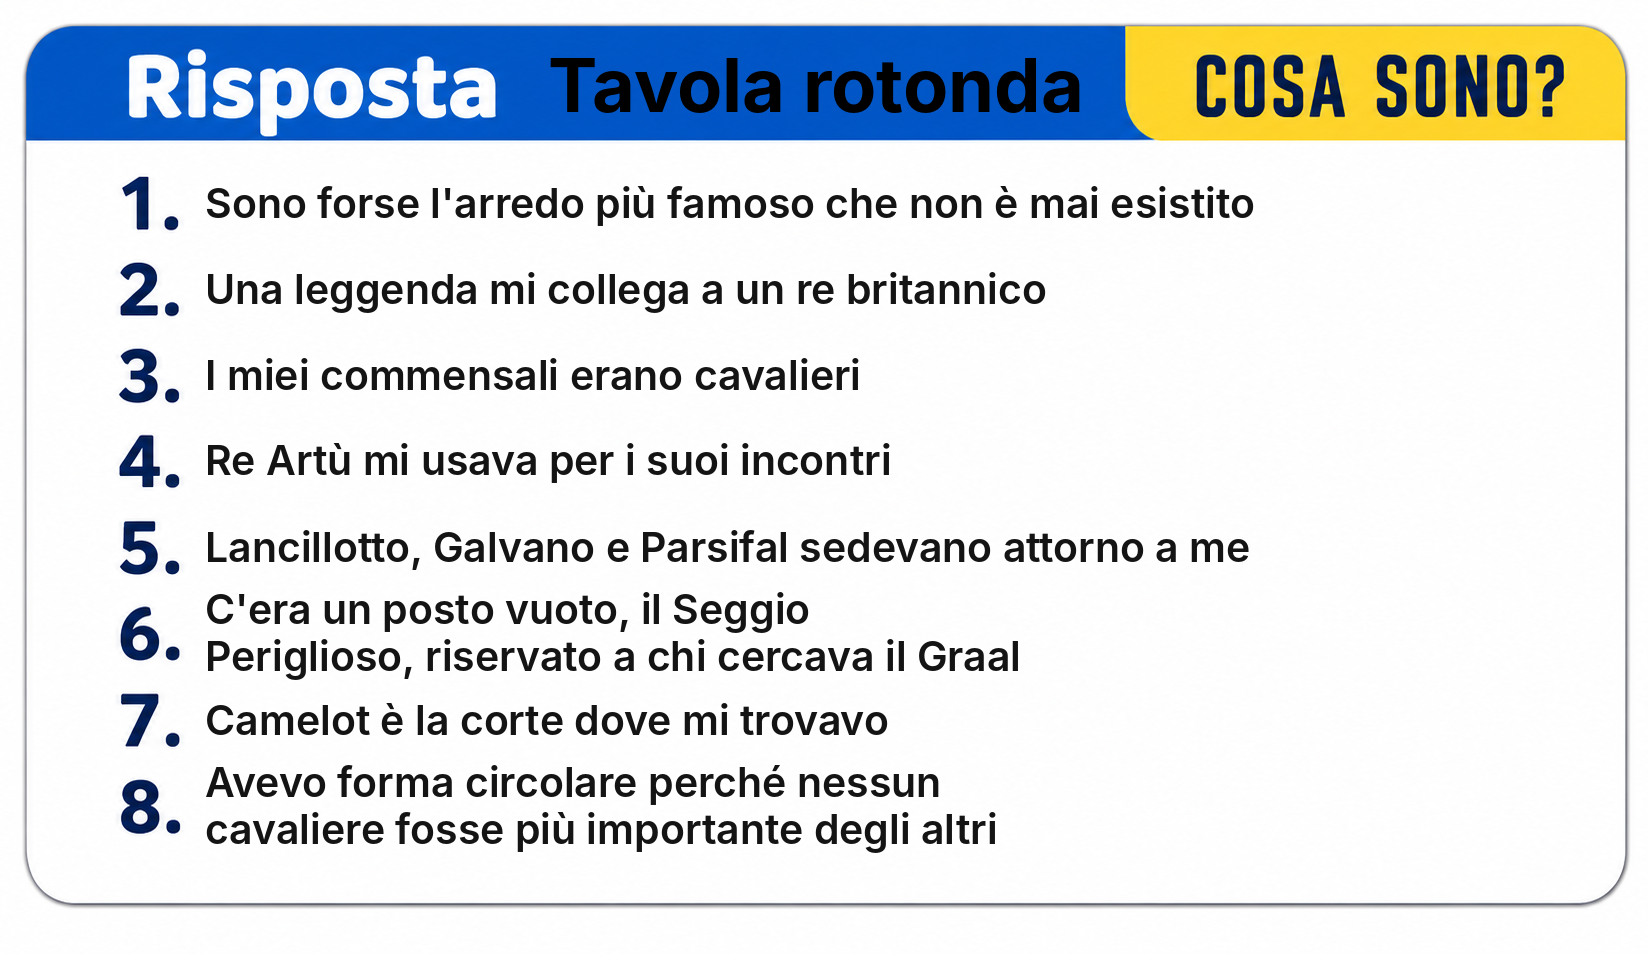 Risposta Tavola rotonda COSA SONO?
1. Sono forse l'arredo più famoso che non è mai esistito
2. Una leggenda mi collega a un re britannico
3. I miei commensali erano cavalieri
4. Re Artù mi usava per i suoi incontri
5. Lancillotto, Galvano e Parsifal sedevano attorno a me
6. C'era un posto vuoto, il Seggio
Periglioso, riservato a chi cercava il Graal
7. Camelot è la corte dove mi trovavo
8. Avevo forma circolare perché nessun
cavaliere fosse più importante degli altri